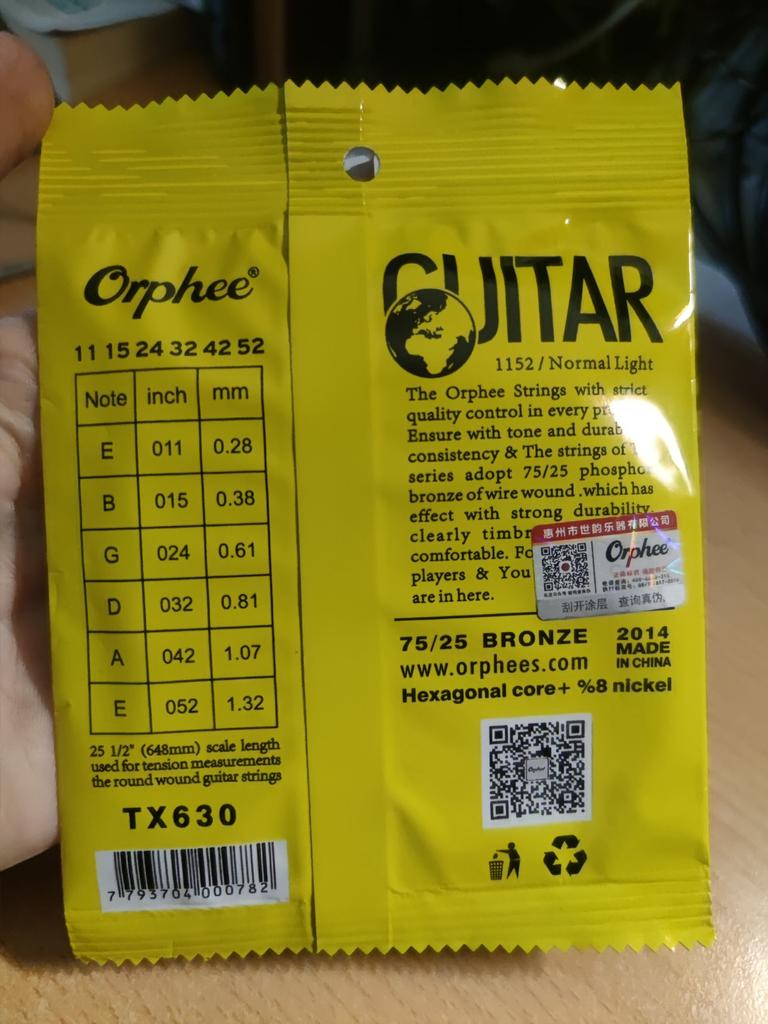 Orphee®
11 15 24 32 42 52
Note inch mm
E 011 0.28
B 015 0.38
G 024 0.61
D 032 0.81
A 042 1.07
E 052 1.32
25 1/2" (648mm) scale length
used for tension measurements
the round wound guitar strings
TX630
7 793704 000782
GUITAR
1152 / Normal Light
The Orphee Strings with strict
quality control in every
Ensure with tone and
consistency & The strings of
series adopt 75/25 phosphor
bronze of wire wound .which has
effect with strong durability.
clearly
comfortable.
players & You
are in here.
惠州市世韵乐器有限公司
Orphee
刮开涂层 查询真伪
75/25 BRONZE
www.orphees.com
2014
MADE
IN CHINA
Hexagonal core+ %8 nickel
Orphee